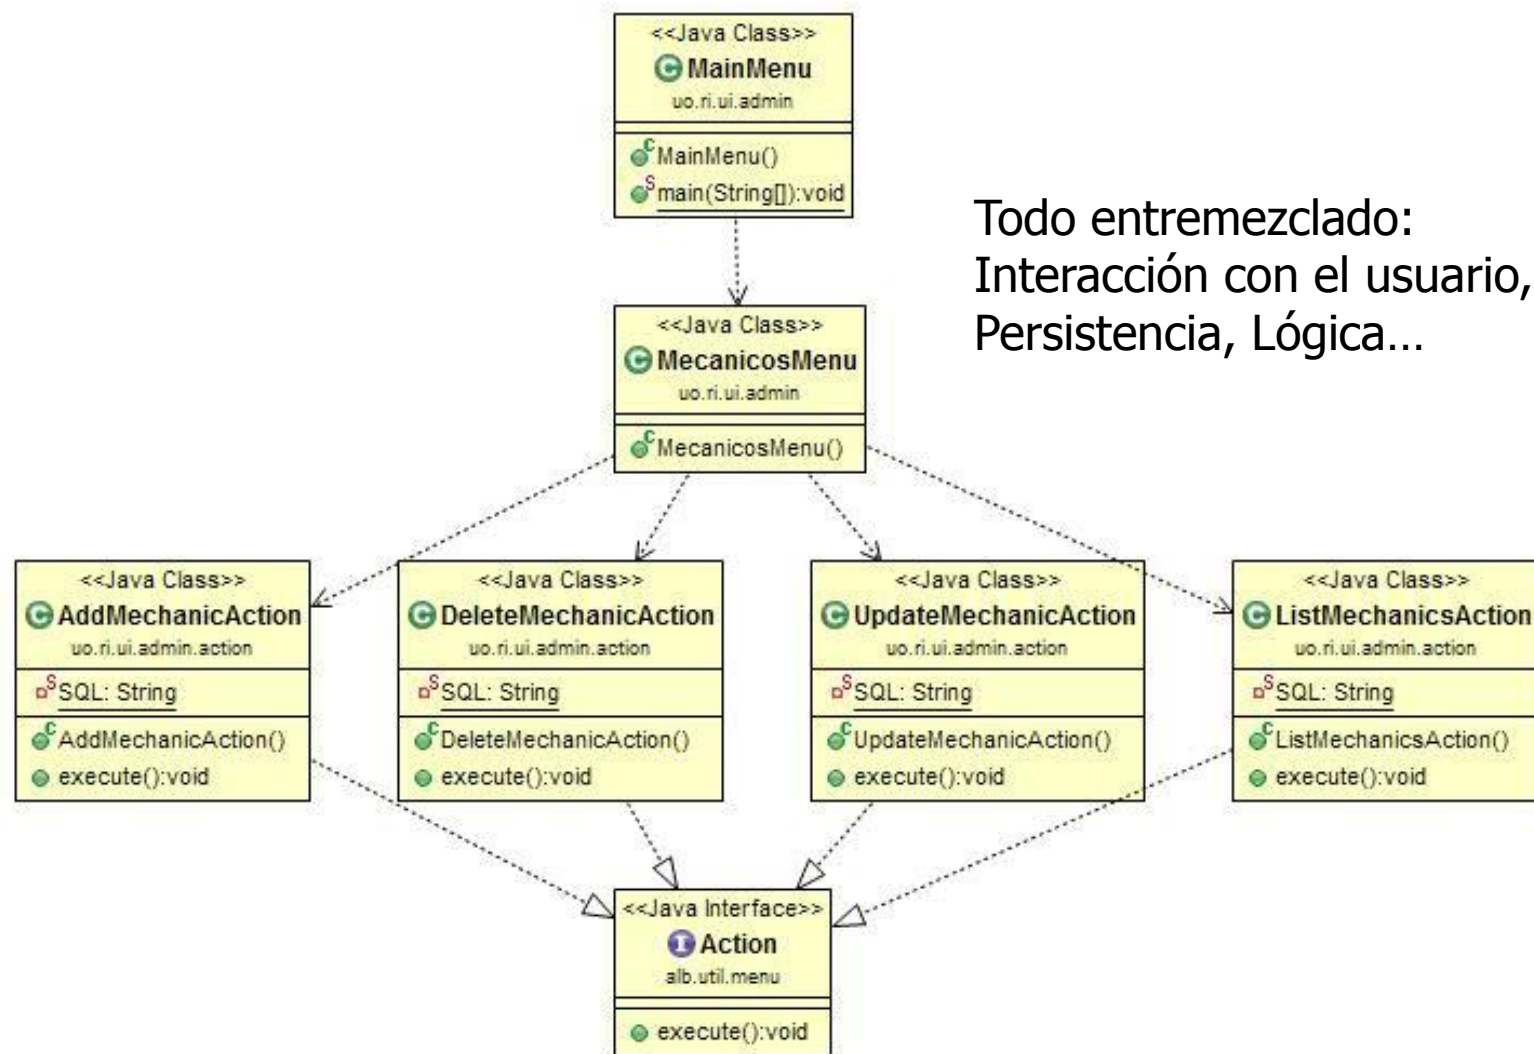 <<Java Class>>
MainMenu
uo.ri.ui.admin
MainMenu()
main(String[]):void
Todo entremezclado:
Interacción con el usuario,
Persistencia, Lógica...
<<Java Class>>
MecanicosMenu
uo.ri.ui.admin
MecanicosMenu()
<<Java Class>>
AddMechanicAction
uo.ri.ui.admin.action
SQL: String
AddMechanicAction()
execute():void
<<Java Class>>
DeleteMechanicAction
uo.ri.ui.admin.action
SQL: String
DeleteMechanicAction()
execute():void
<<Java Class>>
UpdateMechanicAction
uo.ri.ui.admin.action
SQL: String
UpdateMechanicAction()
execute():void
<<Java Class>>
ListMechanicsAction
uo.ri.ui.admin.action
SQL: String
ListMechanicsAction()
execute():void
<<Java Interface>>
Action
alb.util.menu
execute():void